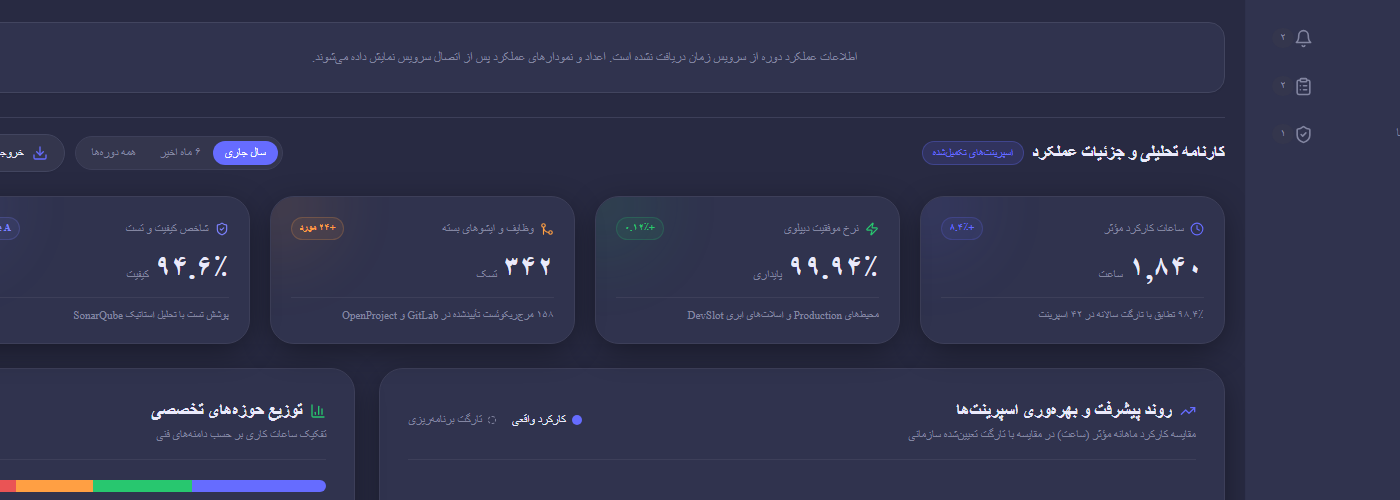 ۲
۲
۱
اطلاعات عملکرد دوره از سرویس زمان دریافت نشده است. اعداد و نمودارهای عملکرد پس از اتصال سرویس نمایش داده می‌شوند.
کارنامه تحلیلی و جزئیات عملکرد
اسپرینت‌های تکمیل‌شده
سال جاری
۶ ماه اخیر
همه دوره‌ها
ساعات کارکرد مؤثر
+۸.۴٪
۱,۸۴۰ ساعت
۹۸.۴٪ تطابق با تارگت سالانه در ۴۲ اسپرینت
نرخ موفقیت دیپلوی
+۰.۱۲٪
۹۹.۹۴٪ پایداری
محیط‌های Production و اسلات‌های ابری DevSlot
وظایف و ایشوهای بسته
+۲۴ مورد
۳۴۲ تسک
۱۵۸ مرج‌ریکوئست تأییدشده در GitLab و OpenProject
شاخص کیفیت و تست
A
۹۴.۶٪ کیفیت
پوشش تست با تحلیل استاتیک SonarQube
روند پیشرفت و بهره‌وری اسپرینت‌ها
مقایسه کارکرد ماهانه مؤثر (ساعت) در مقایسه با تارگت تعیین‌شده سازمانی
کارکرد واقعی
تارگت برنامه‌ریزی
توزیع حوزه‌های تخصصی
تفکیک ساعات کاری بر حسب دامنه‌های فنی